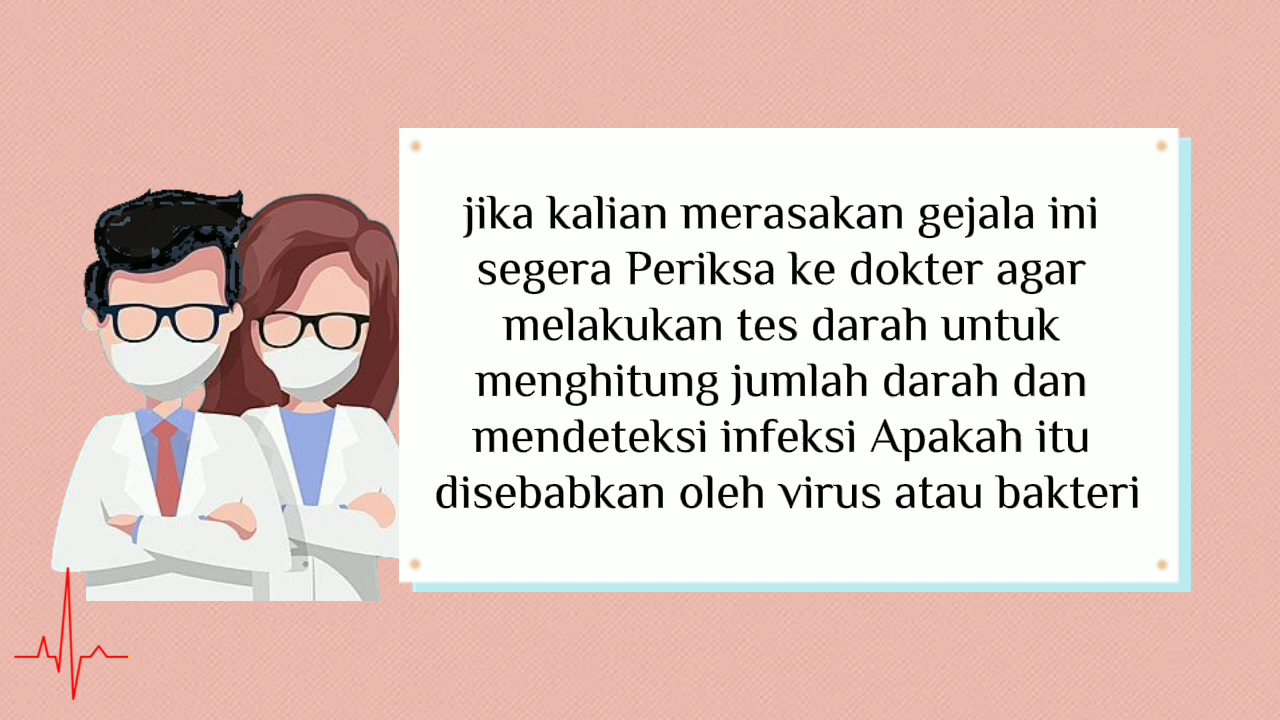 jika kalian merasakan gejala ini
segera Periksa ke dokter agar
melakukan tes darah untuk
menghitung jumlah darah dan
mendeteksi infeksi Apakah itu
disebabkan oleh virus atau bakteri